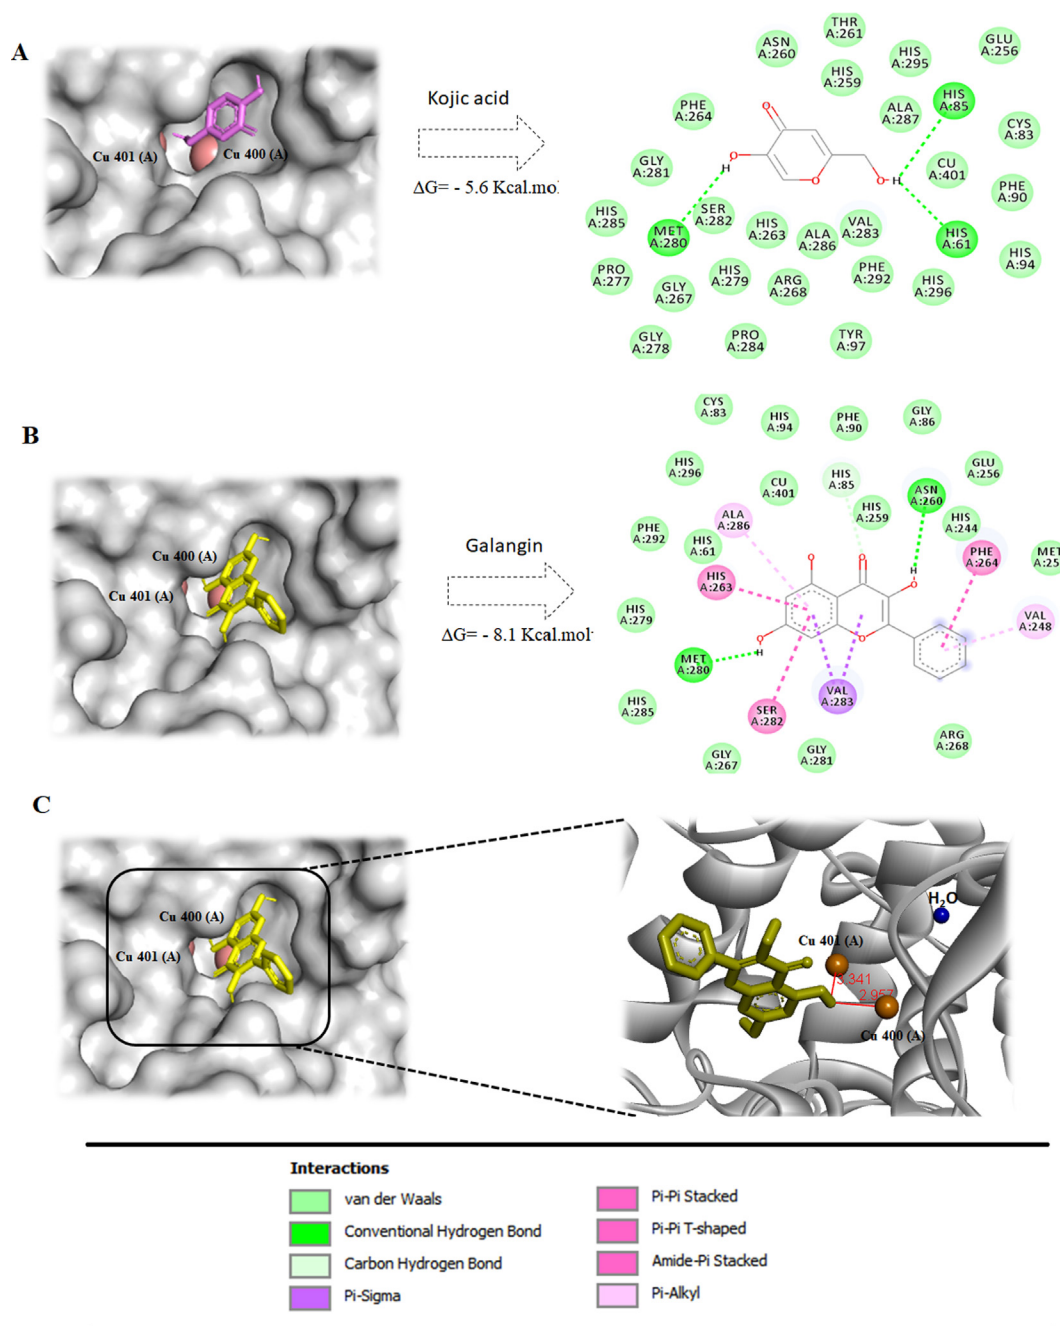 A
Cu 401 (A)
Cu 400 (A)
Kojic acid
ΔG= - 5.6 Kcal.mol
THR
A:261
ASN
A:260
GLU
A:256
HIS
A:295
HIS
A:259
HIS
A:85
PHE
A:264
ALA
A:287
CYS
A:83
O
GLY
A:281
H
O
CU
A:401
O
O
H
PHE
A:90
HIS
A:285
SER
A:282
MET
A:280
HIS
A:263
ALA
A:286
VAL
A:283
HIS
A:61
HIS
A:94
PRO
A:277
GLY
A:267
HIS
A:279
ARG
A:268
PHE
A:292
HIS
A:296
GLY
A:278
PRO
A:284
TYR
A:97
B
Cu 400 (A)
Cu 401 (A)
Galangin
ΔG= - 8.1 Kcal.mol-
CYS
A:83
HIS
A:94
PHE
A:90
GLY
A:86
HIS
A:296
CU
A:401
HIS
A:85
GLU
A:256
ASN
A:260
ALA
A:286
HIS
A:259
HIS
A:244
PHE
A:292
HIS
A:61
PHE
A:264
MET
HIS
A:263
O
O
H
O
HIS
A:279
VAL
A:248
O
H
O
MET
A:280
VAL
A:283
HIS
A:285
SER
A:282
GLY
A:267
GLY
A:281
ARG
A:268
C
Cu 400 (A)
Cu 401 (A)
H2O
Cu 401 (A)
3.341
2.957
Cu 400 (A)
Interactions
van der Waals
Conventional Hydrogen Bond
Carbon Hydrogen Bond
Pi-Sigma
Pi-Pi Stacked
Pi-Pi T-shaped
Amide-Pi Stacked
Pi-Alkyl